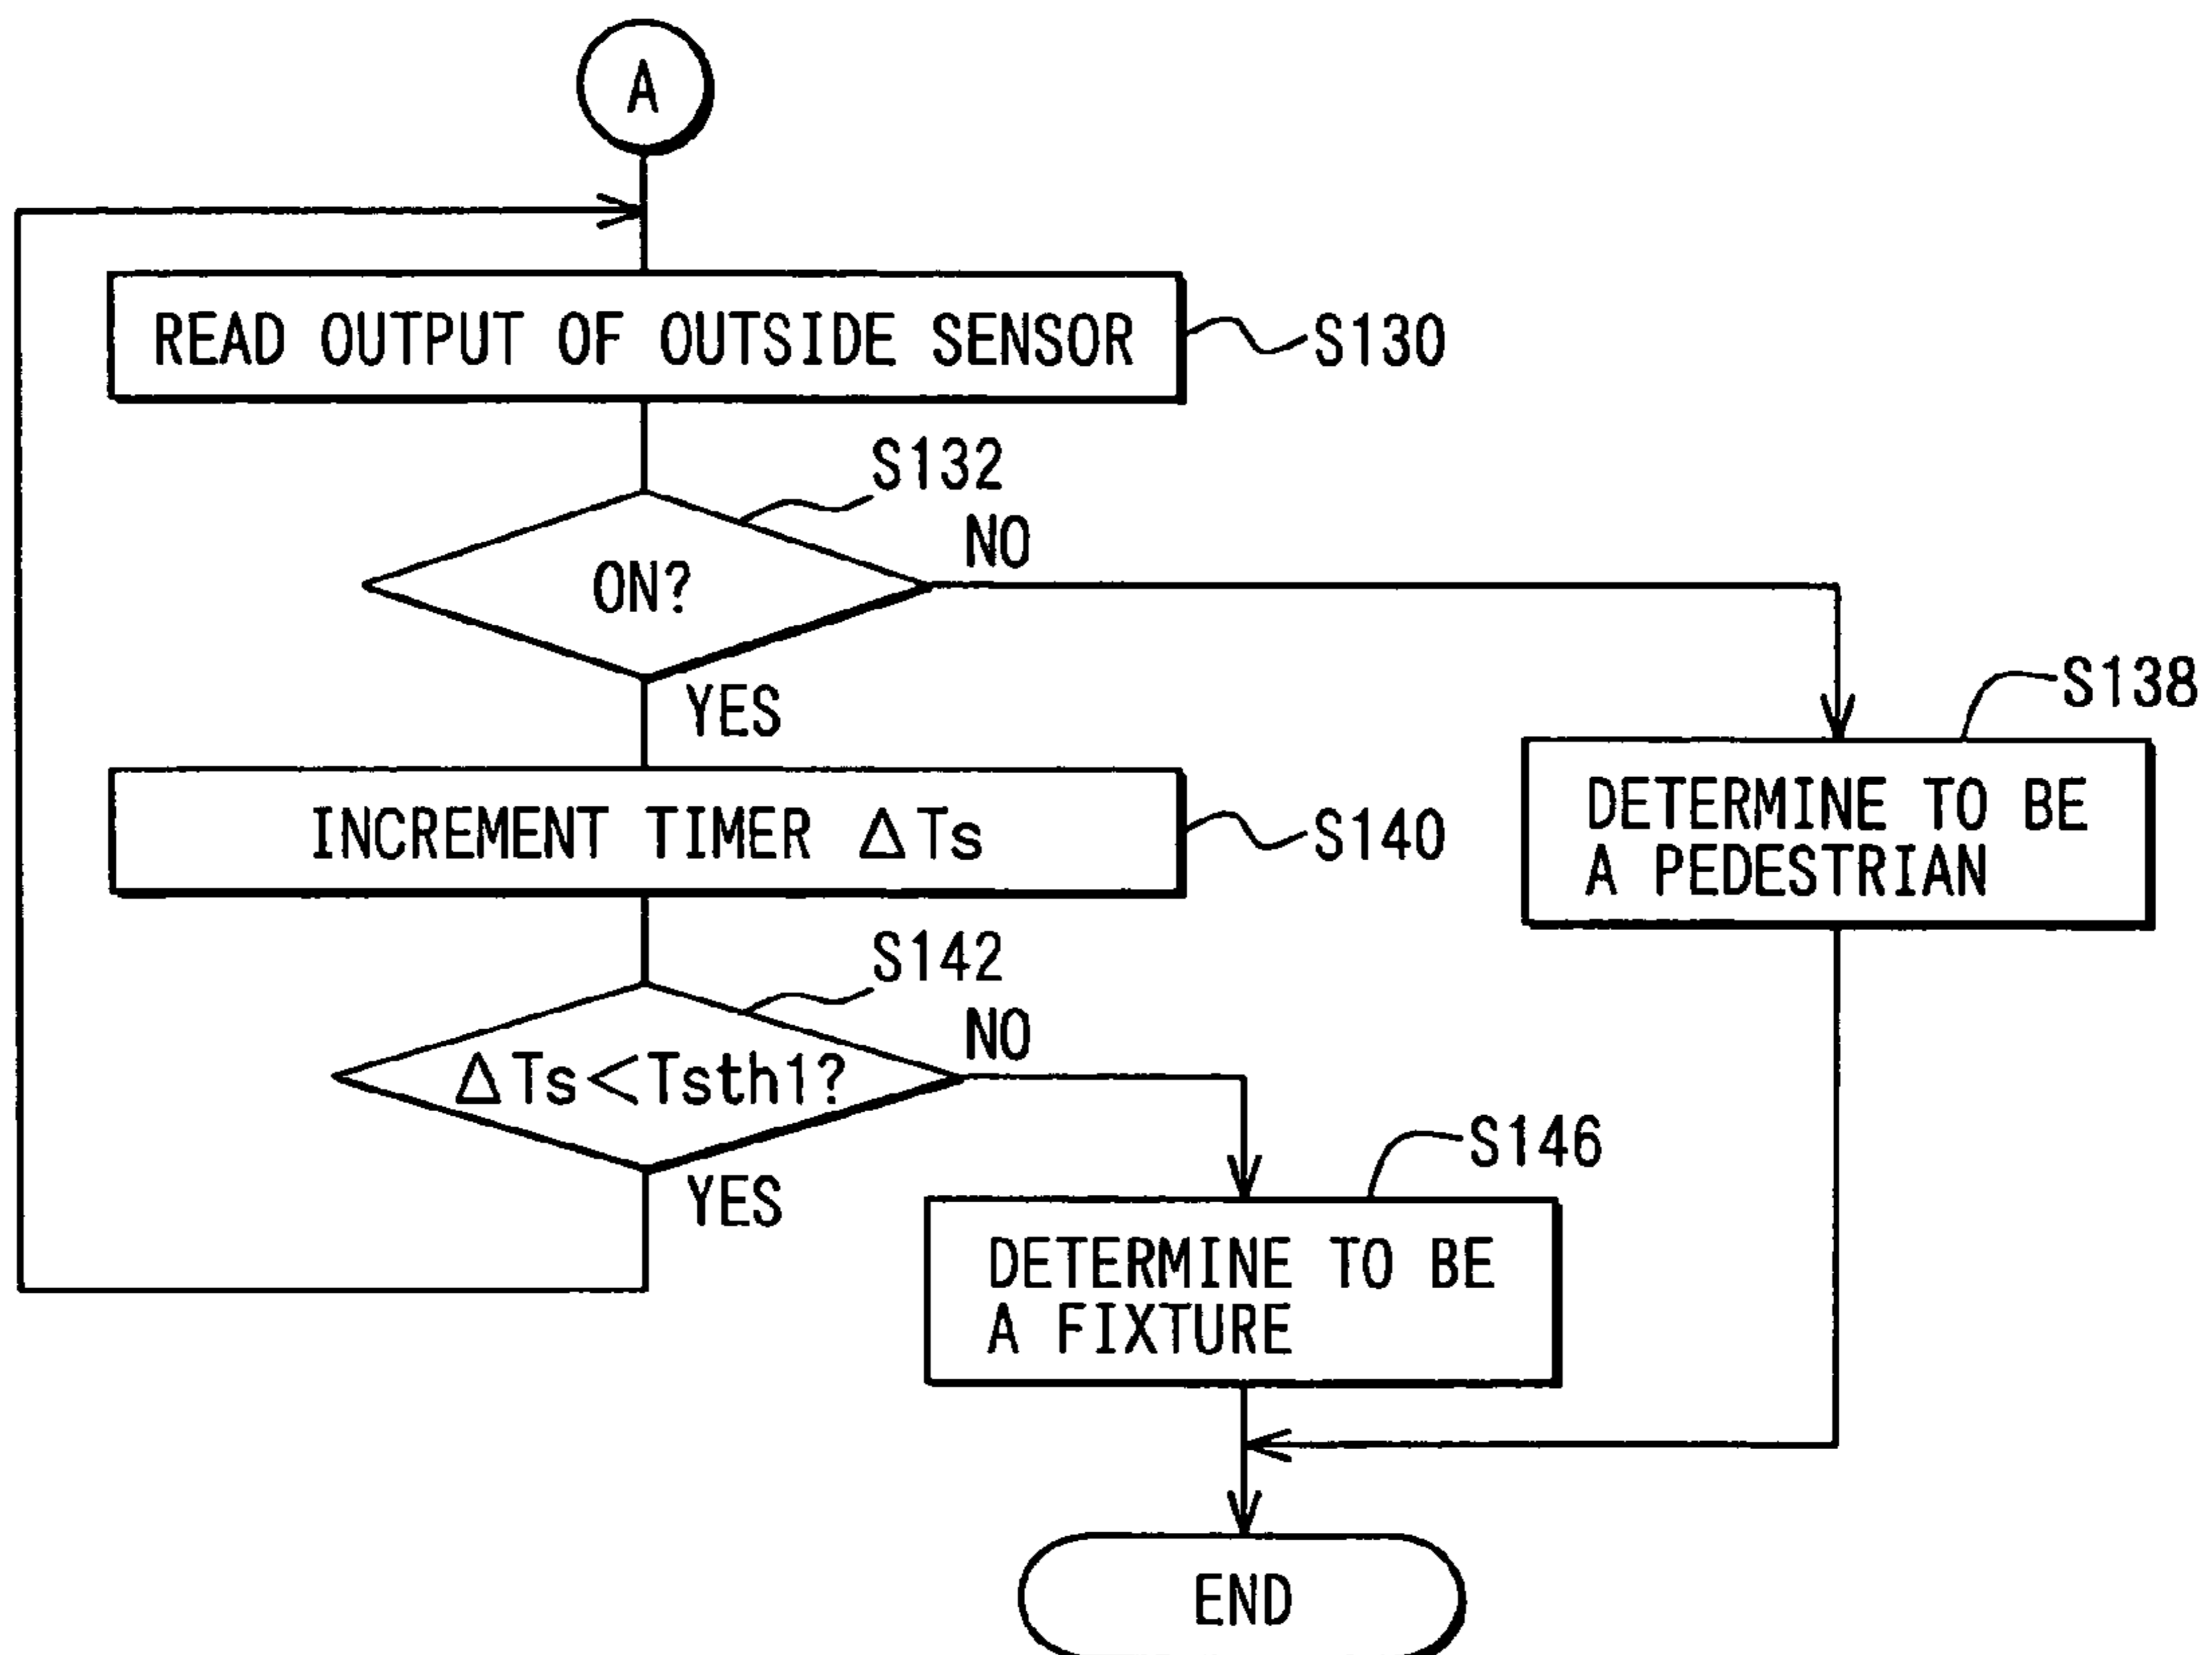 A
READ OUTPUT OF OUTSIDE SENSOR
S130
S132
ON?
NO
YES
S138
DETERMINE TO BE
A PEDESTRIAN
INCREMENT TIMER ΔTs
S140
S142
ΔTs<Tsth1?
NO
YES
S146
DETERMINE TO BE
A FIXTURE
END